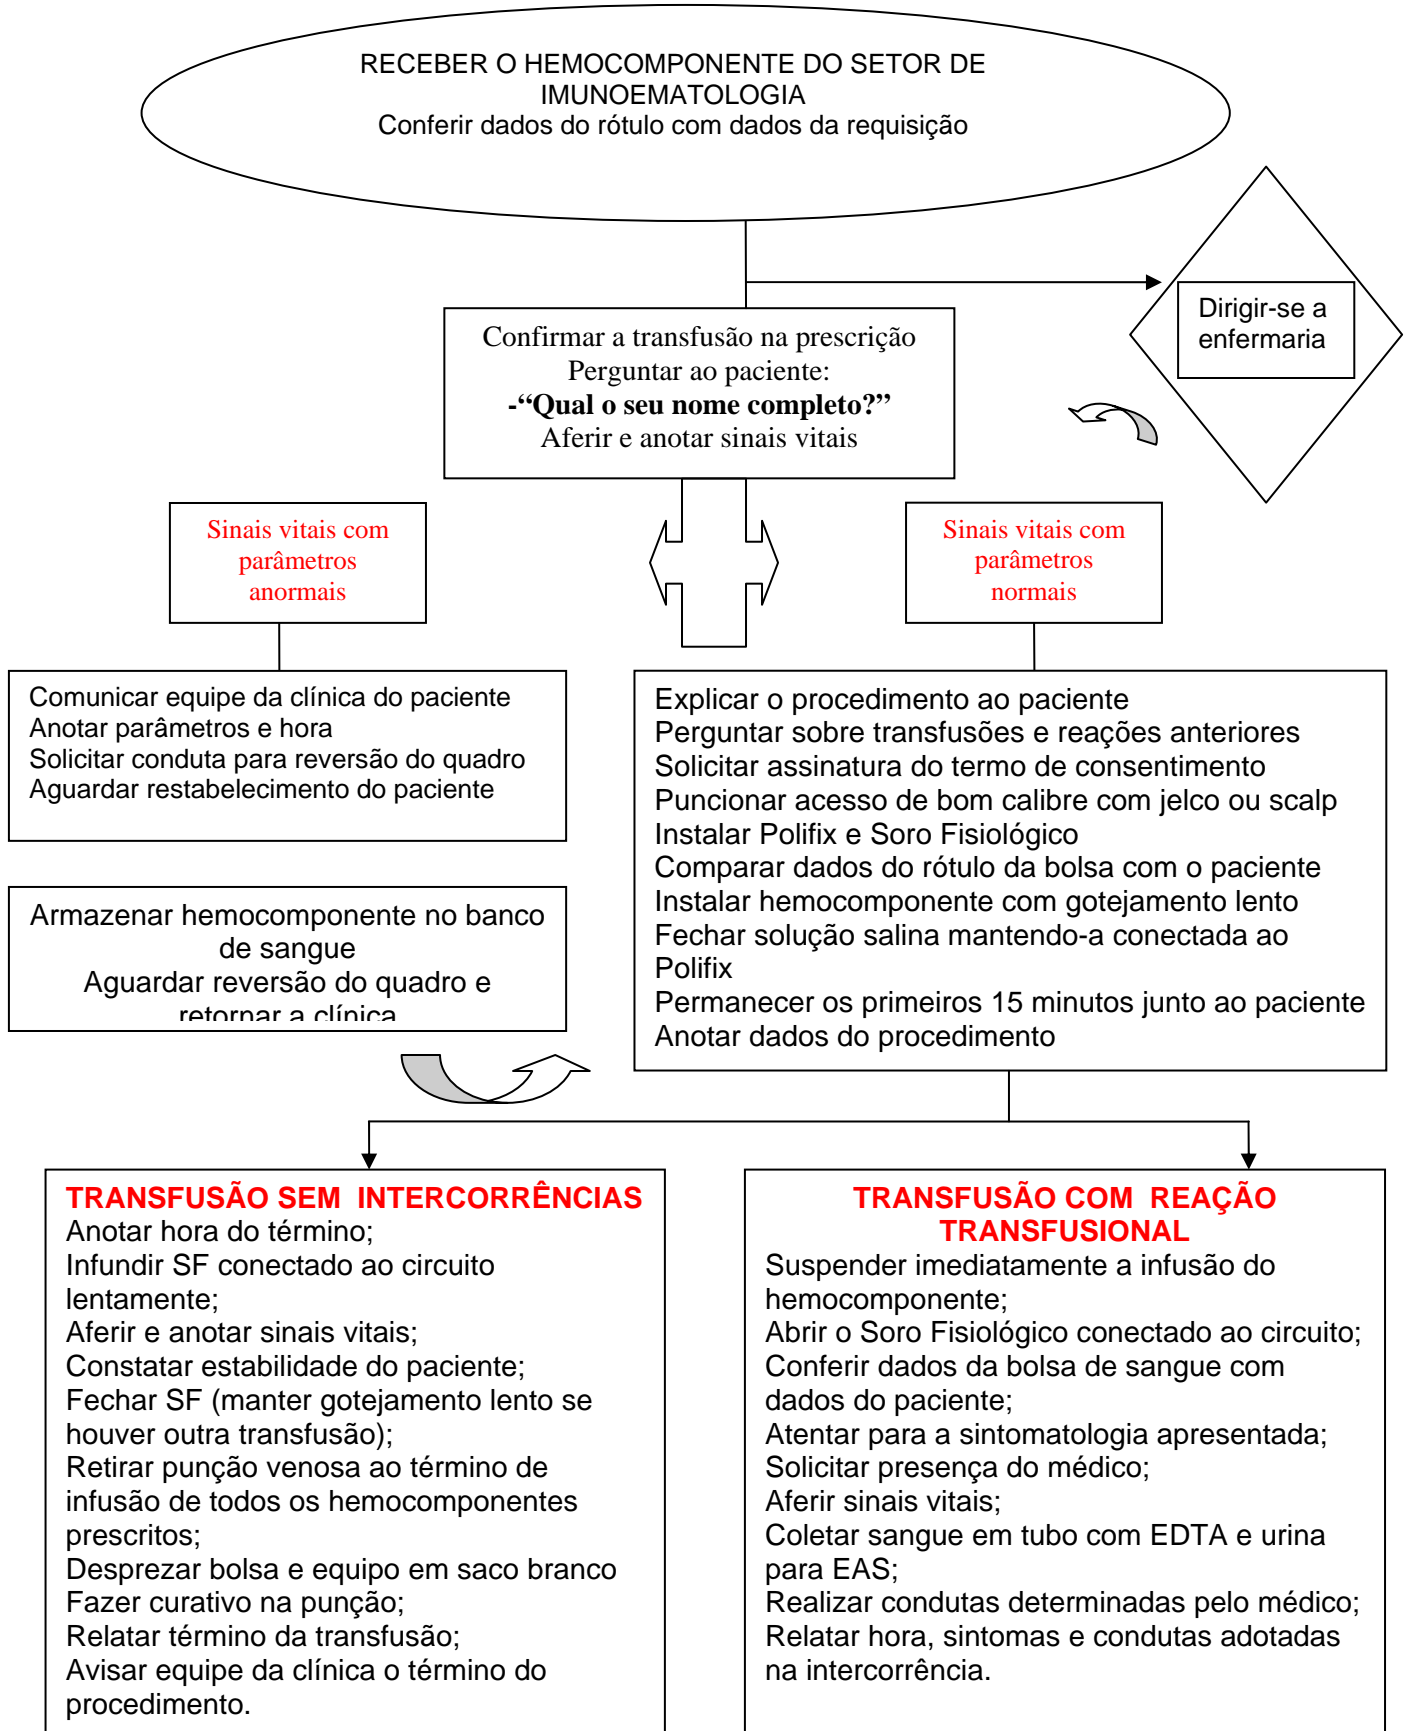 RECEBER O HEMOCOMPONENTE DO SETOR DE
IMUNOEMATOLOGIA
Conferir dados do rótulo com dados da requisição
Dirigir-se a
enfermaria
Confirmar a transfusão na prescrição
Perguntar ao paciente:
-“Qual o seu nome completo?”
Aferir e anotar sinais vitais
Sinais vitais com
parâmetros
anormais
Sinais vitais com
parâmetros
normais
Comunicar equipe da clínica do paciente
Anotar parâmetros e hora
Solicitar conduta para reversão do quadro
Aguardar restabelecimento do paciente
Armazenar hemocomponente no banco
de sangue
Aguardar reversão do quadro e
retornar a clínica
Explicar o procedimento ao paciente
Perguntar sobre transfusões e reações anteriores
Solicitar assinatura do termo de consentimento
Puncionar acesso de bom calibre com jelco ou scalp
Instalar Polifix e Soro Fisiológico
Comparar dados do rótulo da bolsa com o paciente
Instalar hemocomponente com gotejamento lento
Fechar solução salina mantendo-a conectada ao
Polifix
Permanecer os primeiros 15 minutos junto ao paciente
Anotar dados do procedimento
TRANSFUSÃO SEM  INTERCORRÊNCIAS
Anotar hora do término;
Infundir SF conectado ao circuito
lentamente;
Aferir e anotar sinais vitais;
Constatar estabilidade do paciente;
Fechar SF (manter gotejamento lento se
houver outra transfusão);
Retirar punção venosa ao término de
infusão de todos os hemocomponentes
prescritos;
Desprezar bolsa e equipo em saco branco
Fazer curativo na punção;
Relatar término da transfusão;
Avisar equipe da clínica o término do
procedimento.
TRANSFUSÃO COM  REAÇÃO
TRANSFUSIONAL
Suspender imediatamente a infusão do
hemocomponente;
Abrir o Soro Fisiológico conectado ao circuito;
Conferir dados da bolsa de sangue com
dados do paciente;
Atentar para a sintomatologia apresentada;
Solicitar presença do médico;
Aferir sinais vitais;
Coletar sangue em tubo com EDTA e urina
para EAS;
Realizar condutas determinadas pelo médico;
Relatar hora, sintomas e condutas adotadas
na intercorrência.